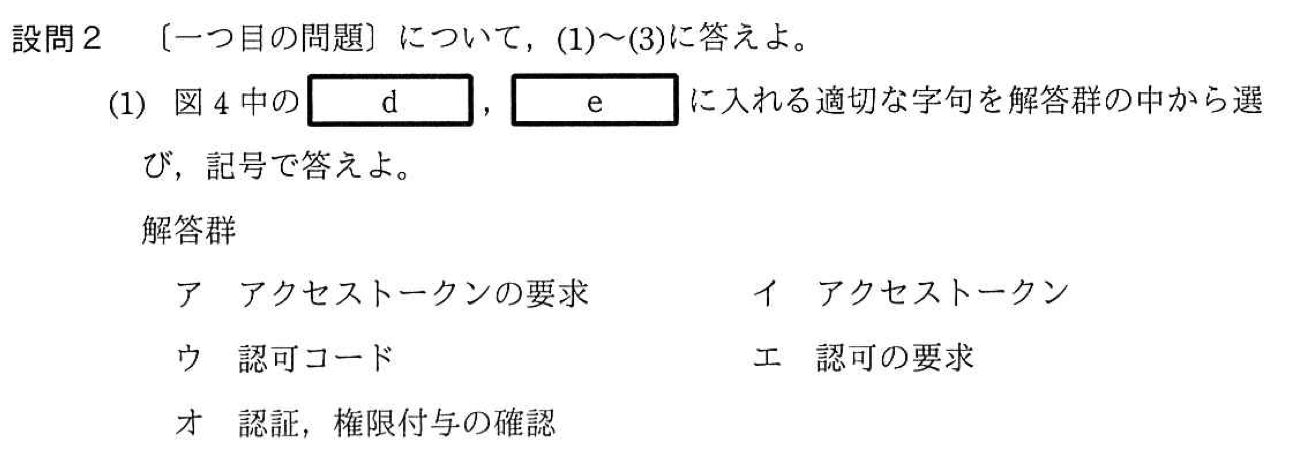 設問2 〔一つ目の問題〕について，(1)～(3)に答えよ。
(1) 図4中の d ， e に入れる適切な字句を解答群の中から選
び，記号で答えよ。
解答群
ア アクセストークンの要求 イ アクセストークン
ウ 認可コード エ 認可の要求
オ 認証，権限付与の確認